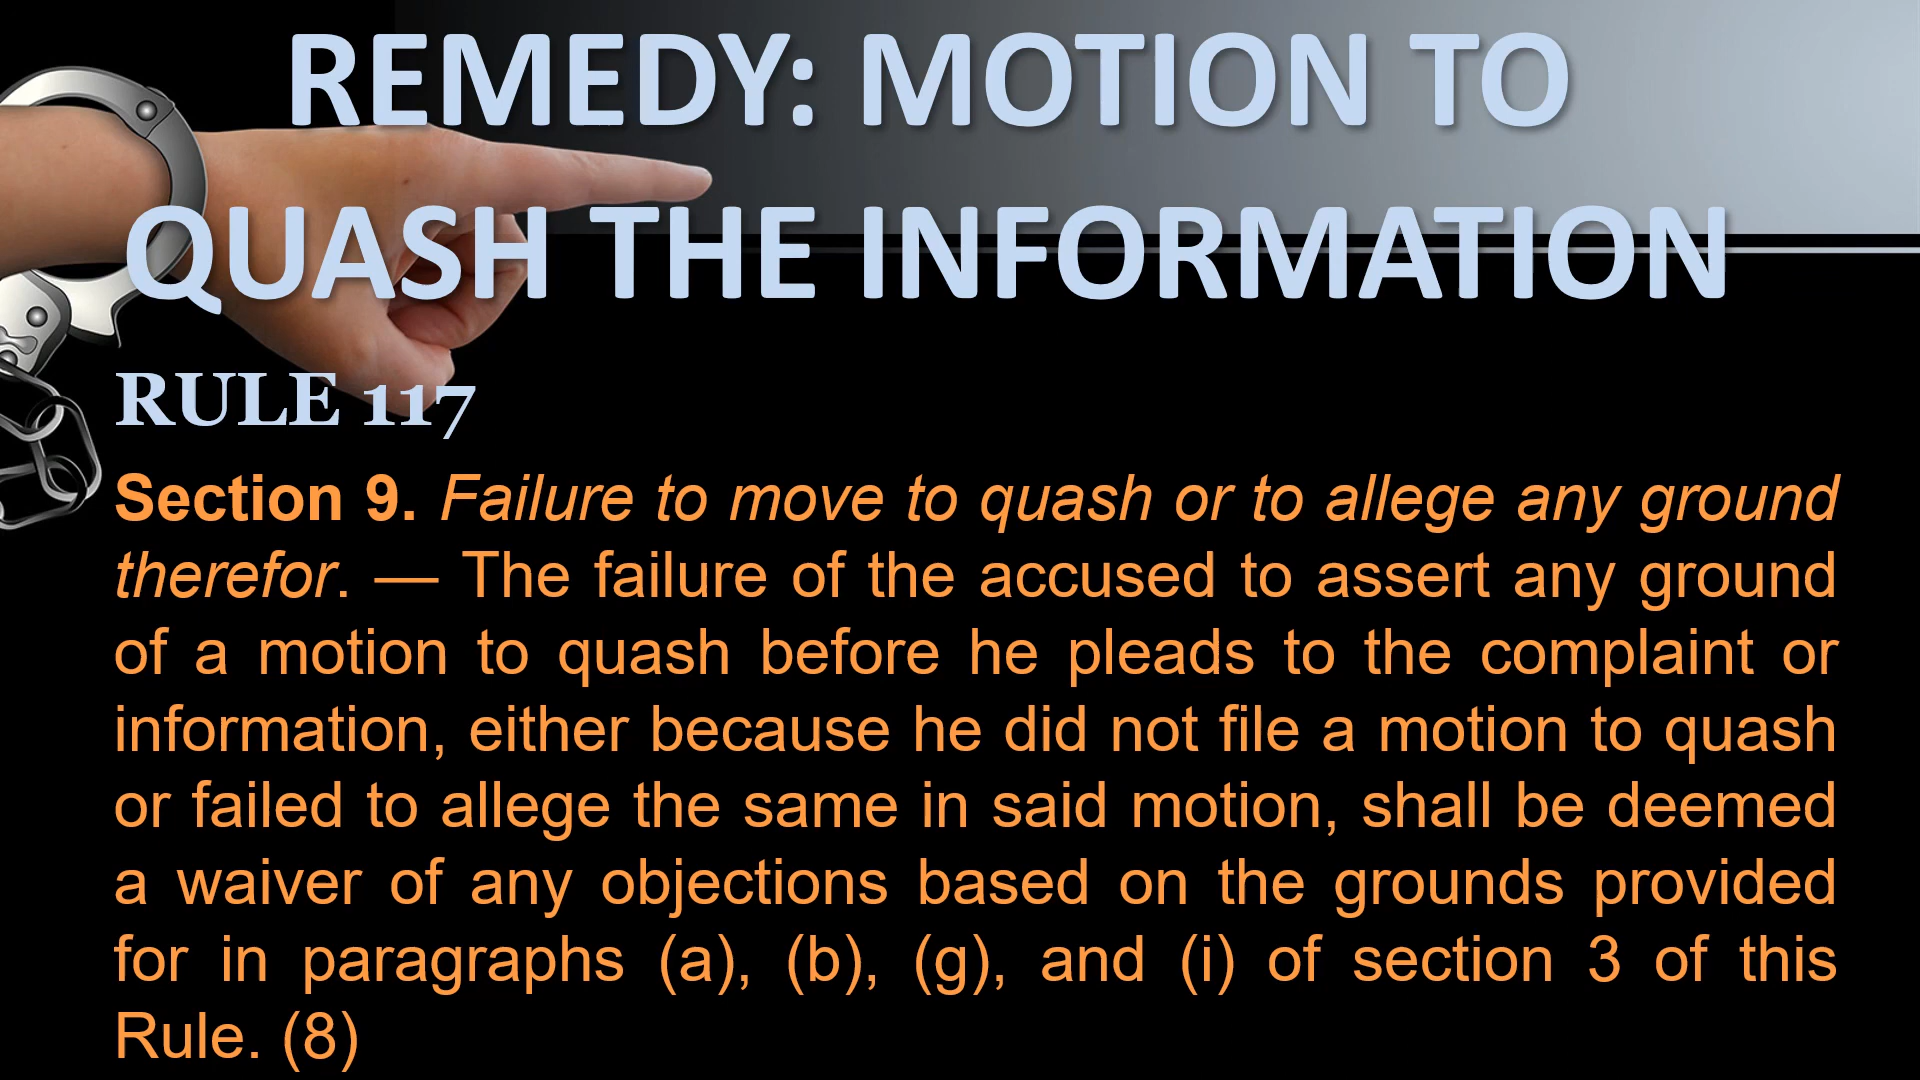 REMEDY: MOTION TO
QUASH THE INFORMATION
RULE 117
Section 9. Failure to move to quash or to allege any ground
therefor. — The failure of the accused to assert any ground
of a motion to quash before he pleads to the complaint or
information, either because he did not file a motion to quash
or failed to allege the same in said motion, shall be deemed
a waiver of any objections based on the grounds provided
for in paragraphs (a), (b), (g), and (i) of section 3 of this
Rule. (8)